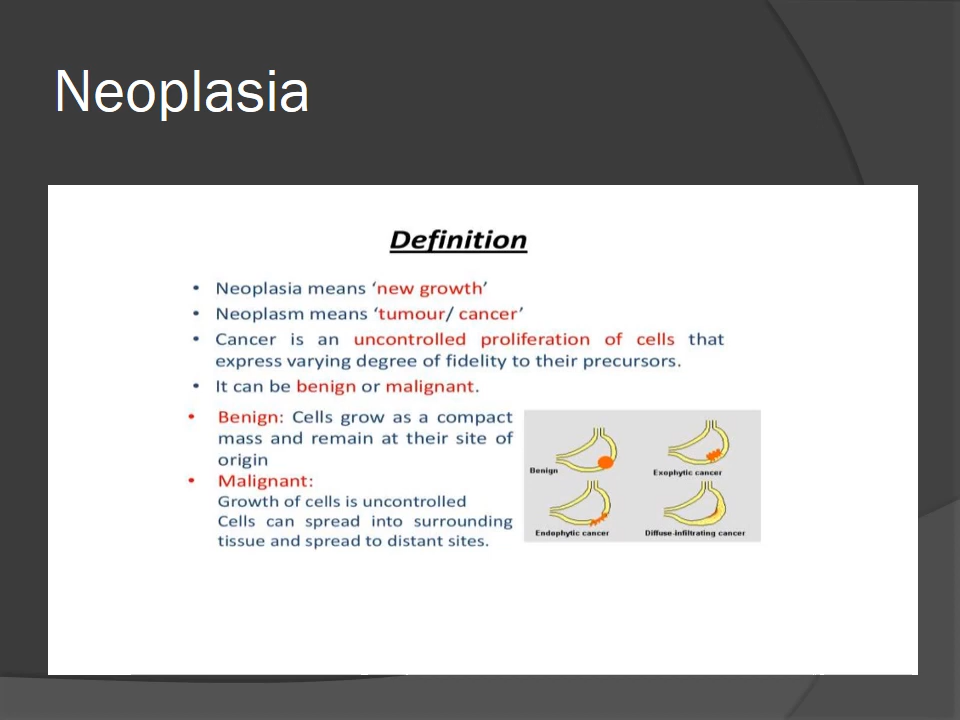 Neoplasia
Definition
• Neoplasia means ‘new growth’
• Neoplasm means ‘tumour/ cancer’
• Cancer is an uncontrolled proliferation of cells that
express varying degree of fidelity to their precursors.
• It can be benign or malignant.
• Benign: Cells grow as a compact
mass and remain at their site of
origin
• Malignant:
Growth of cells is uncontrolled
Cells can spread into surrounding
tissue and spread to distant sites.
Benign
Exophytic cancer
Endophytic cancer
Diffuse-infiltrating cancer